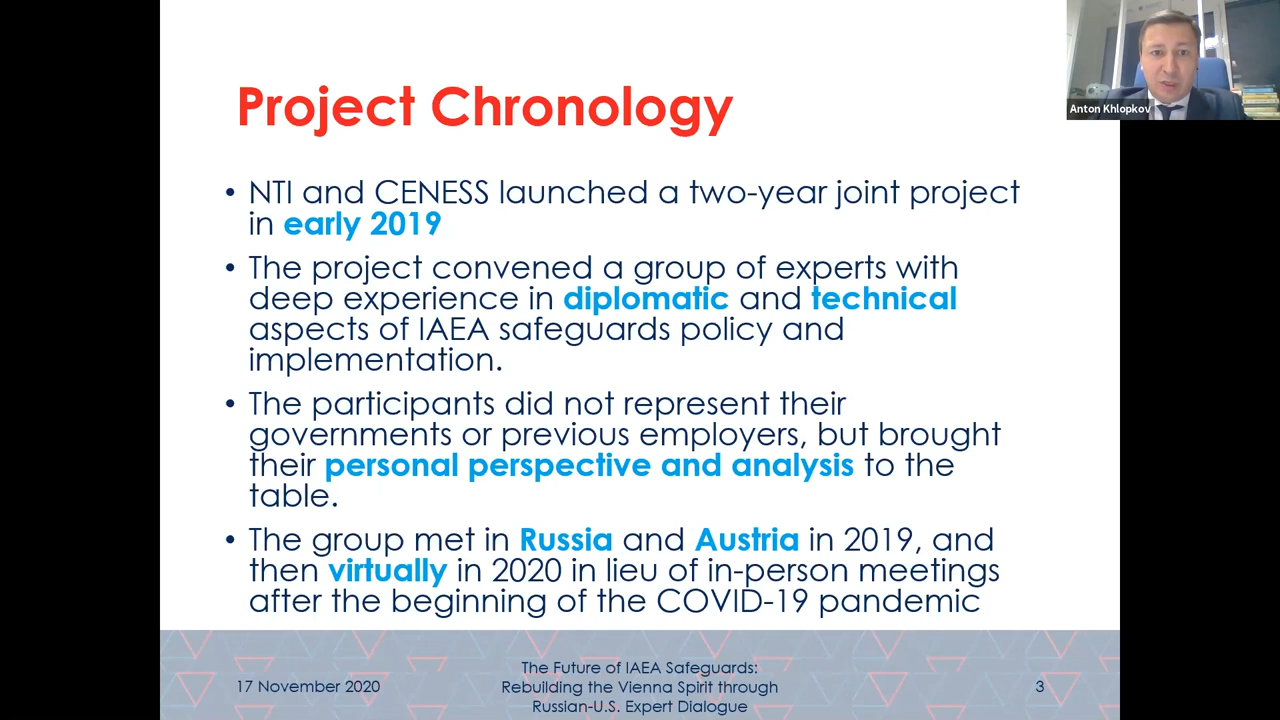 Project Chronology
Anton Khlopkov
• NTI and CENESS launched a two-year joint project
in early 2019
• The project convened a group of experts with
deep experience in diplomatic and technical
aspects of IAEA safeguards policy and
implementation.
• The participants did not represent their
governments or previous employers, but brought
their personal perspective and analysis to the
table.
• The group met in Russia and Austria in 2019, and
then virtually in 2020 in lieu of in-person meetings
after the beginning of the COVID-19 pandemic
17 November 2020
The Future of IAEA Safeguards:
Rebuilding the Vienna Spirit through
Russian-U.S. Expert Dialogue
3